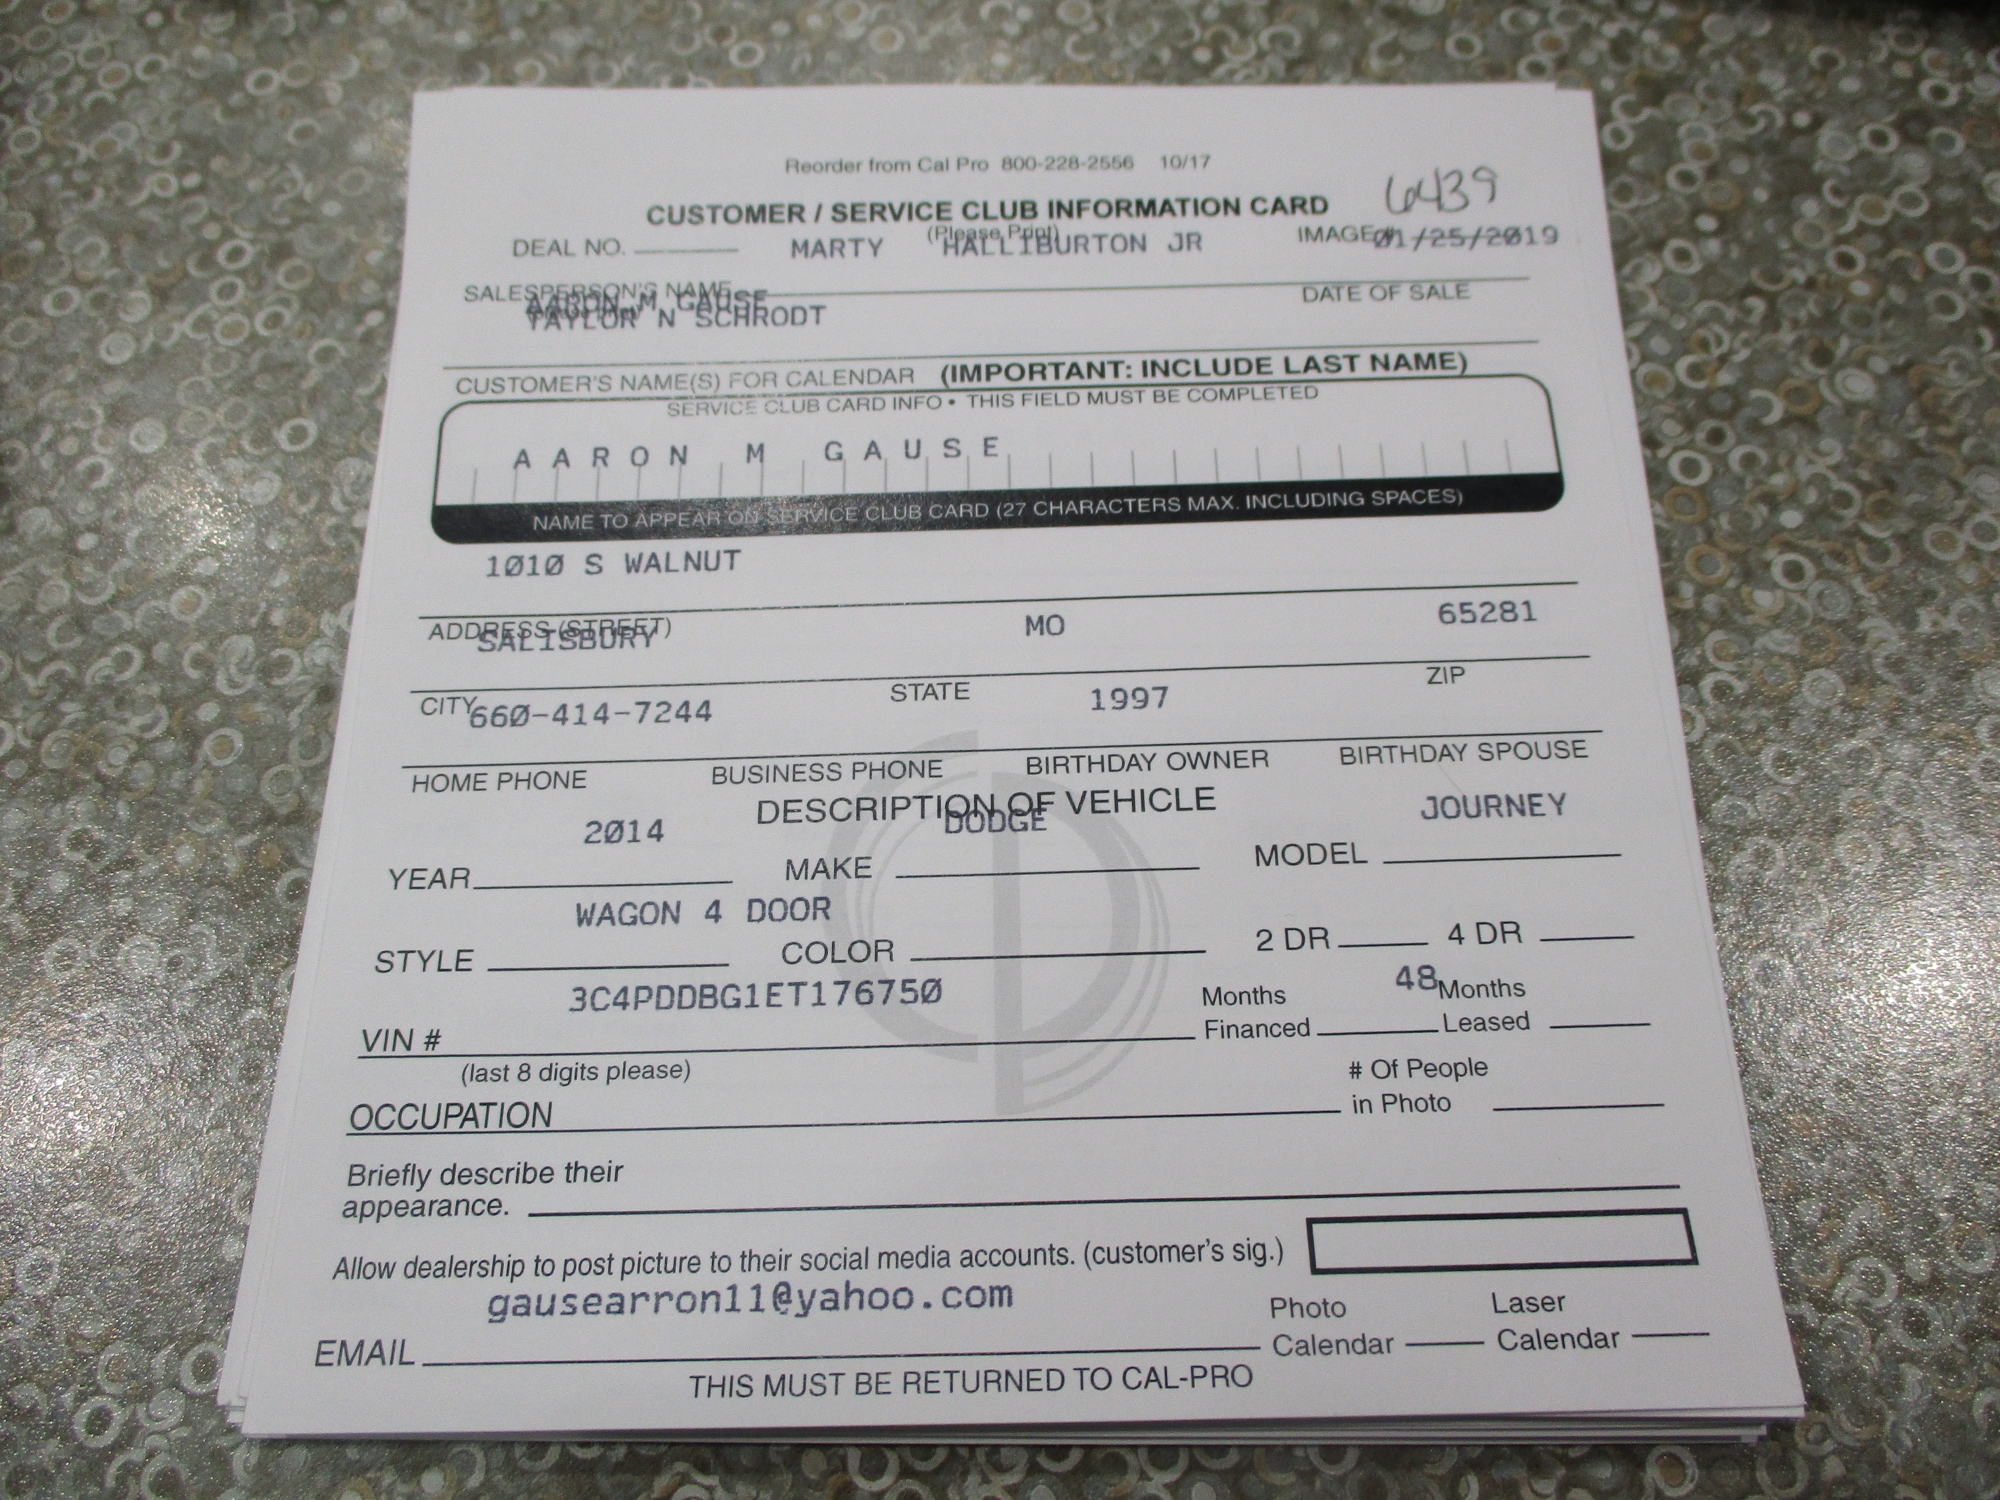 Reorder from Cal Pro 800-228-2556 10/17
6439
CUSTOMER / SERVICE CLUB INFORMATION CARD
(Please Print)
DEAL NO. MARTY HALLIBURTON JR IMAGE# 01/25/2019
SALESPERSON'S NAME DATE OF SALE
AARON M GAUSE
TAYLOR N SCHRODT
CUSTOMER'S NAME(S) FOR CALENDAR (IMPORTANT: INCLUDE LAST NAME)
SERVICE CLUB CARD INFO • THIS FIELD MUST BE COMPLETED
AARON M GAUSE
NAME TO APPEAR ON SERVICE CLUB CARD (27 CHARACTERS MAX. INCLUDING SPACES)
1010 S WALNUT
ADDRESS (STREET)
SALISBURY MO 65281
CITY STATE ZIP
660-414-7244 1997
HOME PHONE BUSINESS PHONE BIRTHDAY OWNER BIRTHDAY SPOUSE
DESCRIPTION OF VEHICLE
2014 DODGE JOURNEY
YEAR MAKE MODEL
WAGON 4 DOOR
STYLE COLOR 2 DR 4 DR
3C4PDDBG1ET176750 48
VIN # Months Financed Months Leased
(last 8 digits please)
OCCUPATION # Of People in Photo
Briefly describe their
appearance.
Allow dealership to post picture to their social media accounts. (customer's sig.)
gausearron11@yahoo.com
EMAIL Photo Calendar Laser Calendar
THIS MUST BE RETURNED TO CAL-PRO